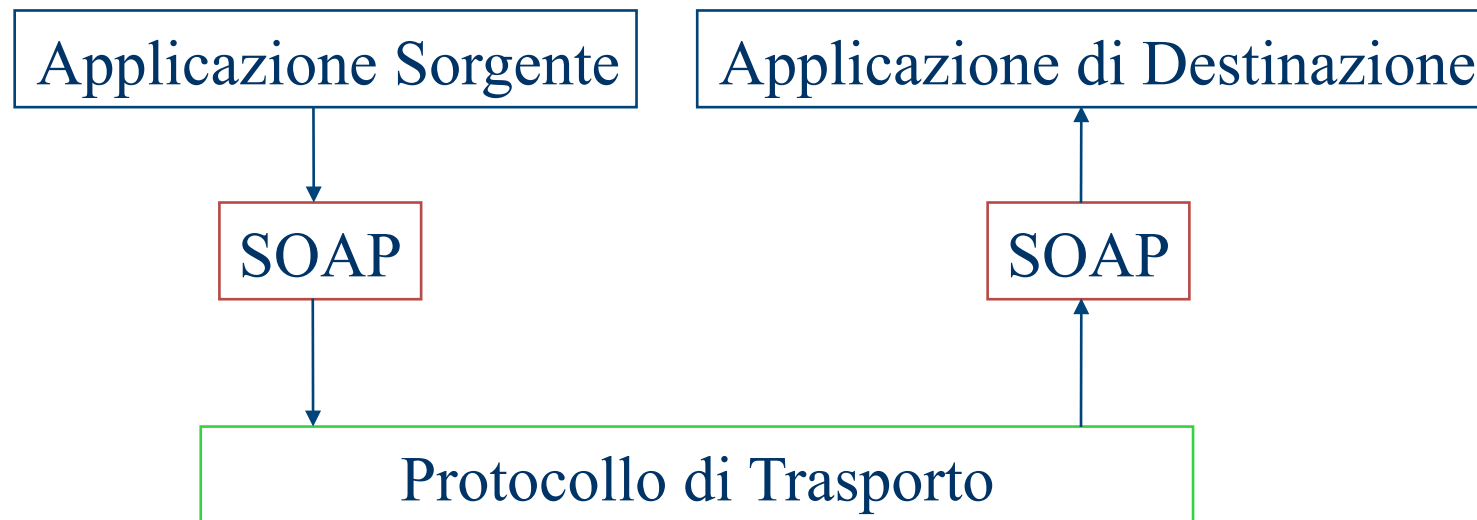 Applicazione Sorgente
Applicazione di Destinazione
SOAP
SOAP
Protocollo di Trasporto